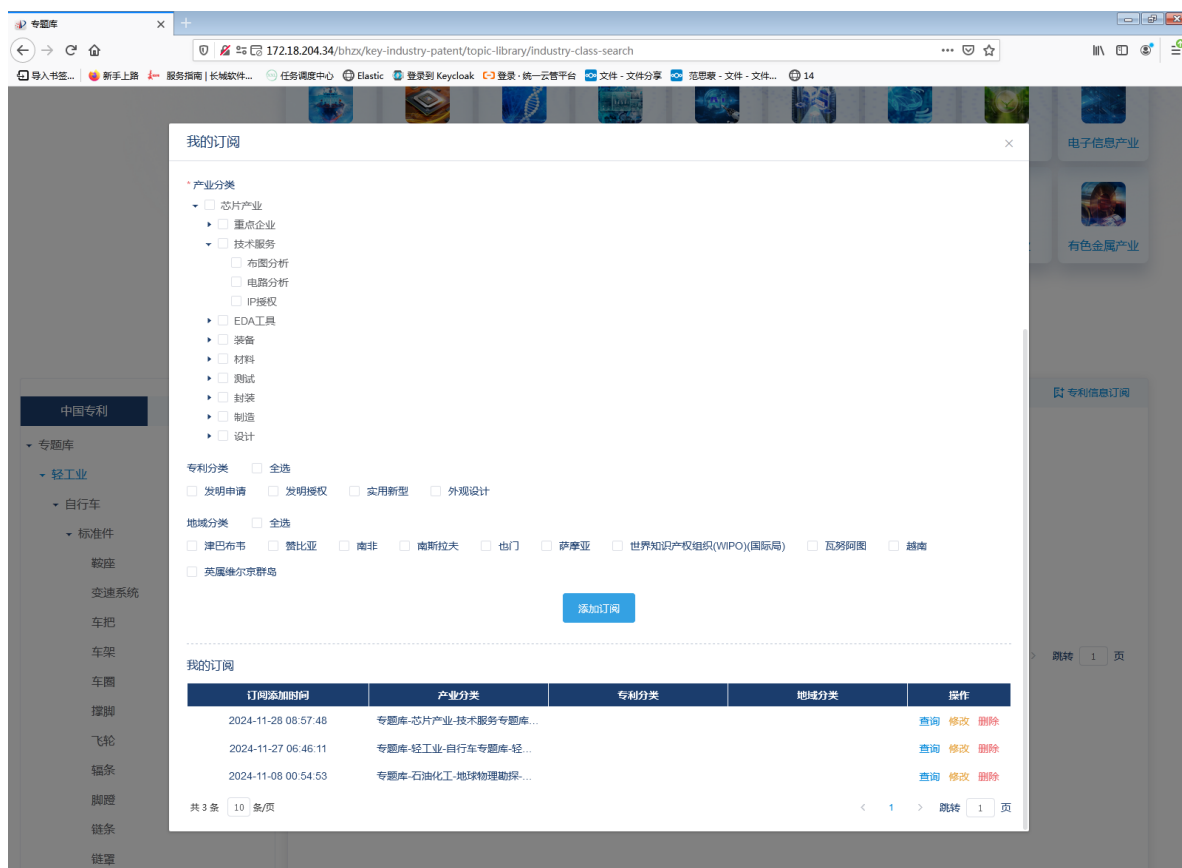 专题库
172.18.204.34/bhzx/key-industry-patent/topic-library/industry-class-search
导入书签... 新手上路 服务指南 | 长城软件... 任务调度中心 Elastic 登录到 Keycloak 登录 · 统一云管平台 文件 - 文件分享 范思蒙 - 文件 - 文件... 14
我的订阅
电子信息产业
有色金属产业
* 产业分类
芯片产业
重点企业
技术服务
布图分析
电路分析
IP授权
EDA工具
装备
材料
测试
封装
制造
设计
专利信息订阅
中国专利
专题库
轻工业
自行车
标准件
鞍座
变速系统
车把
车架
车圈
撑脚
飞轮
辐条
脚蹬
链条
链罩
专利分类 全选
发明申请 发明授权 实用新型 外观设计
地域分类 全选
津巴布韦 赞比亚 南非 南斯拉夫 也门 萨摩亚 世界知识产权组织(WIPO)(国际局) 瓦努阿图 越南
英属维尔京群岛
添加订阅
跳转 1 页
我的订阅
订阅添加时间 产业分类 专利分类 地域分类 操作
2024-11-28 08:57:48 专题库-芯片产业-技术服务专题库... 查询 修改 删除
2024-11-27 06:46:11 专题库-轻工业-自行车专题库-轻... 查询 修改 删除
2024-11-08 00:54:53 专题库-石油化工-地球物理勘探-... 查询 修改 删除
共 3 条 10 条/页 < 1 > 跳转 1 页